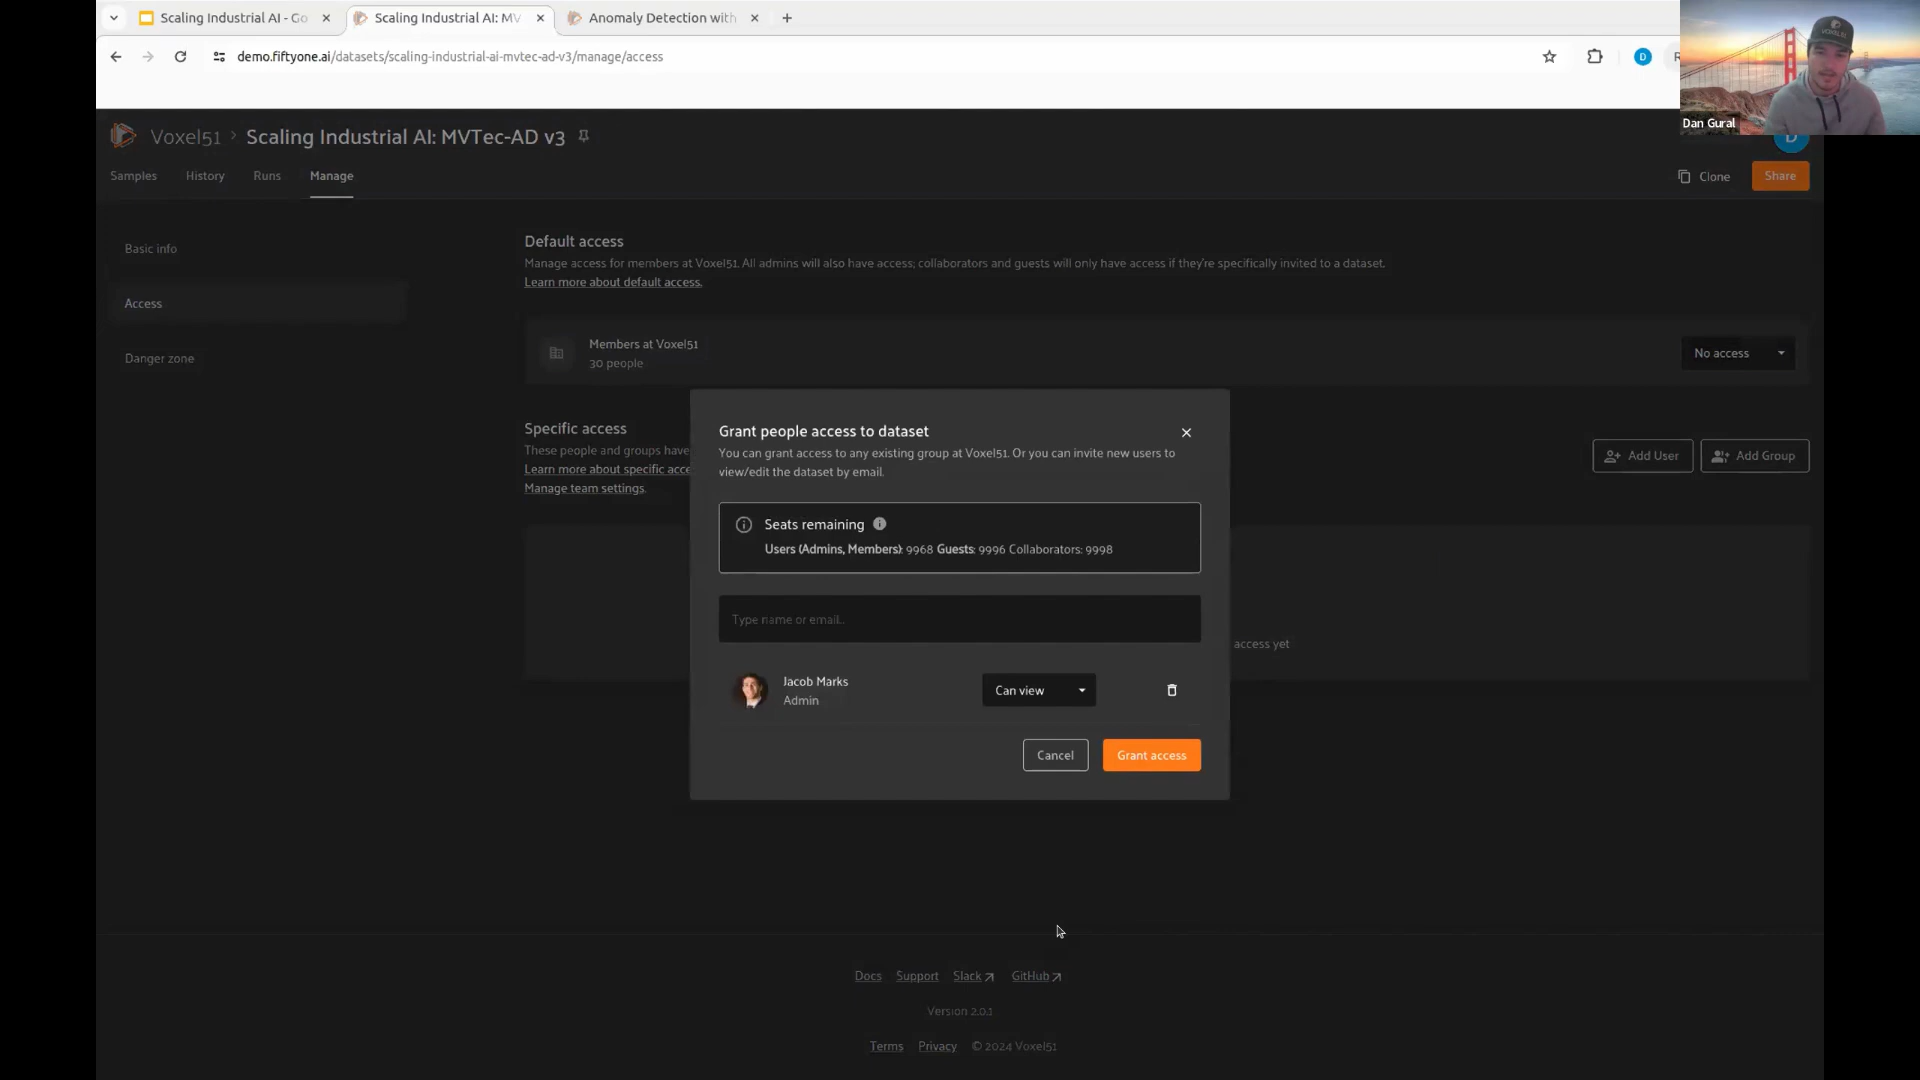 Scaling Industrial AI - Go
Scaling Industrial AI: MV
Anomaly Detection with
demo.fiftyone.ai/datasets/scaling-industrial-ai-mvtec-ad-v3/manage/access
D
Dan Gural
Voxel51 > Scaling Industrial AI: MVTec-AD v3
Samples
History
Runs
Manage
Clone
Share
Basic info
Access
Danger zone
Default access
Manage access for members at Voxel51. All admins will also have access; collaborators and guests will only have access if they're specifically invited to a dataset.
Learn more about default access.
Members at Voxel51
30 people
No access
Specific access
These people and groups have
Learn more about specific acce
Manage team settings.
Add User
Add Group
access yet
Grant people access to dataset
You can grant access to any existing group at Voxel51. Or you can invite new users to
view/edit the dataset by email.
Seats remaining
Users (Admins, Members): 9968 Guests: 9996 Collaborators: 9998
Type name or email..
Jacob Marks
Admin
Can view
Cancel
Grant access
Docs Support Slack GitHub
Version 2.0.1
Terms Privacy © 2024 Voxel51